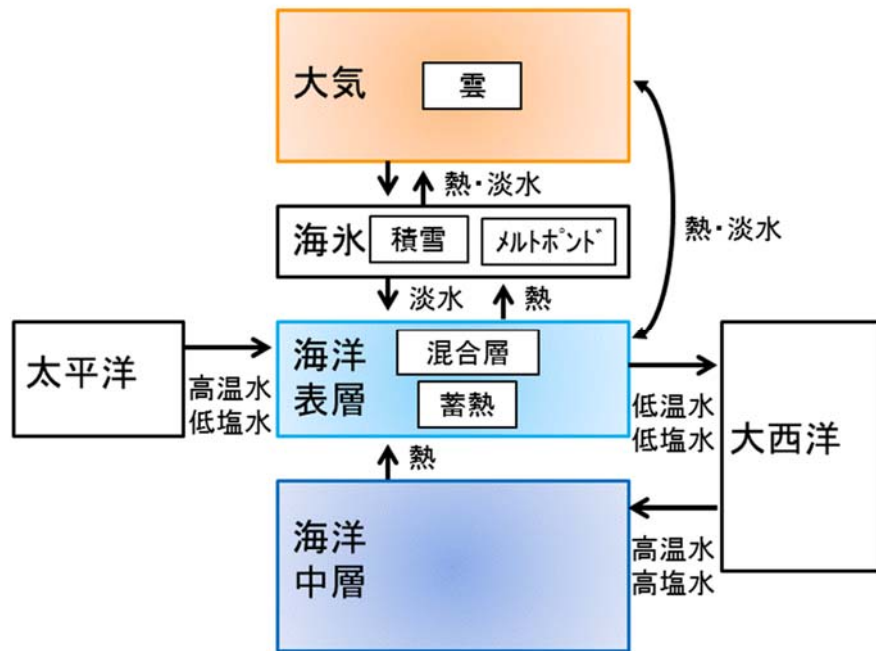 大気
雲
熱・淡水
海氷
積雪
ﾒﾙﾄﾎﾟﾝﾄﾞ
熱・淡水
淡水
熱
太平洋
高温水
低塩水
海洋
表層
混合層
蓄熱
低温水
低塩水
大西洋
熱
海洋
中層
高温水
高塩水